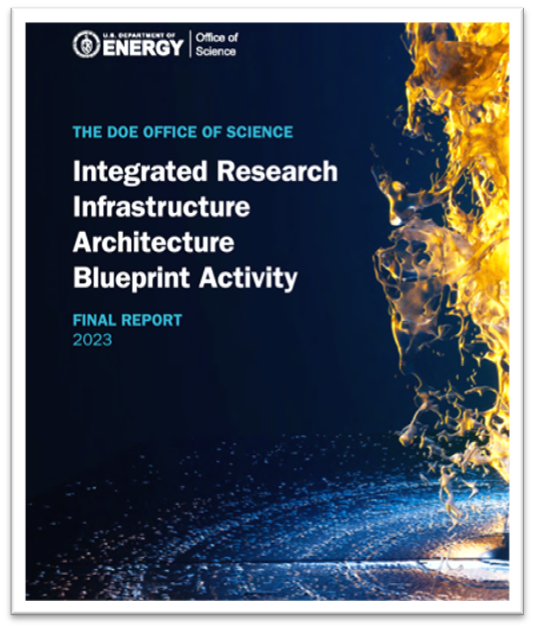 U.S. DEPARTMENT OF
ENERGY
Office of
Science
THE DOE OFFICE OF SCIENCE
Integrated Research
Infrastructure
Architecture
Blueprint Activity
FINAL REPORT
2023